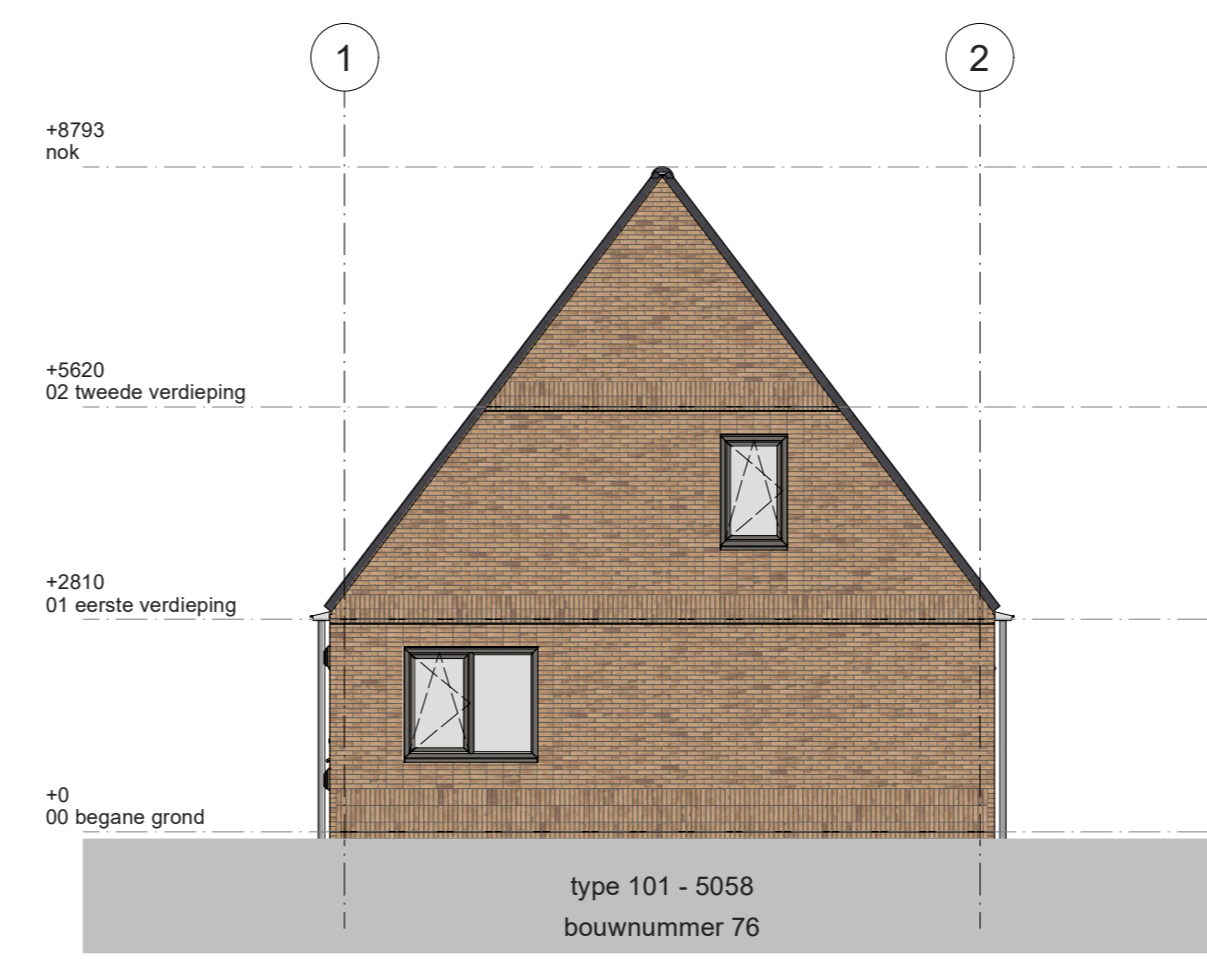 1
2
+8793
nok
+5620
02 tweede verdieping
+2810
01 eerste verdieping
+0
00 begane grond
type 101 - 5058
bouwnummer 76